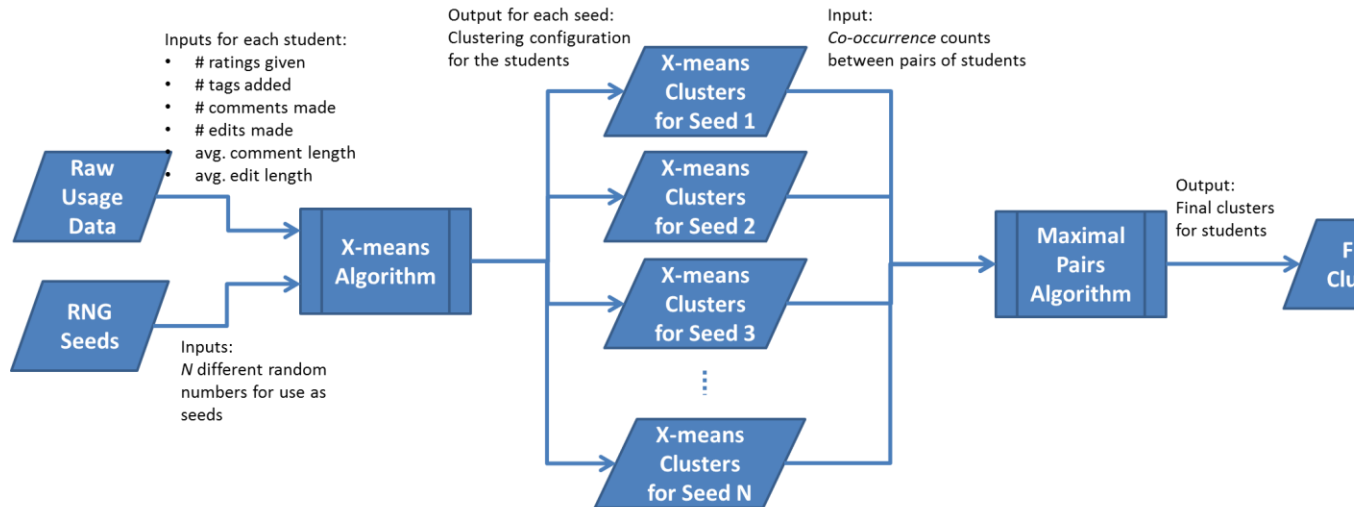 Inputs for each student:
• # ratings given
• # tags added
• # comments made
• # edits made
• avg. comment length
• avg. edit length
Raw
Usage
Data
RNG
Seeds
Inputs:
N different random
numbers for use as
seeds
X-means
Algorithm
Output for each seed:
Clustering configuration
for the students
X-means
Clusters
for Seed 1
X-means
Clusters
for Seed 2
X-means
Clusters
for Seed 3
X-means
Clusters
for Seed N
Input:
Co-occurrence counts
between pairs of students
Maximal
Pairs
Algorithm
Output:
Final clusters
for students